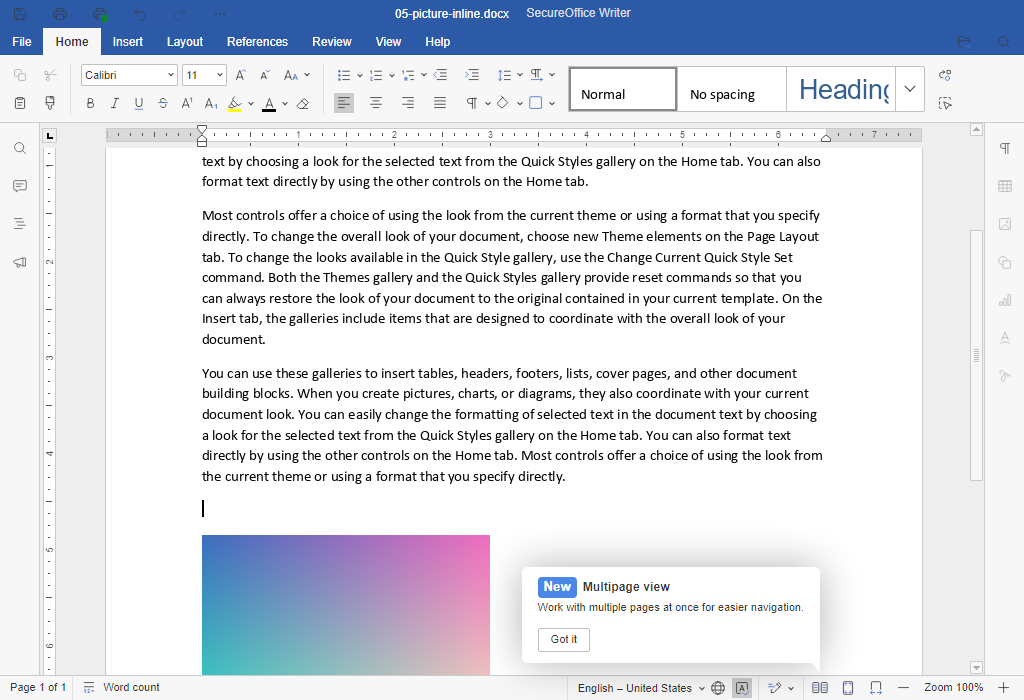 05-picture-inline.docx SecureOffice Writer
File Home Insert Layout References Review View Help
Calibri 11
Normal No spacing Heading
1 2 3 4 5 6 7
text by choosing a look for the selected text from the Quick Styles gallery on the Home tab. You can also
format text directly by using the other controls on the Home tab.
Most controls offer a choice of using the look from the current theme or using a format that you specify
directly. To change the overall look of your document, choose new Theme elements on the Page Layout
tab. To change the looks available in the Quick Style gallery, use the Change Current Quick Style Set
command. Both the Themes gallery and the Quick Styles gallery provide reset commands so that you
can always restore the look of your document to the original contained in your current template. On the
Insert tab, the galleries include items that are designed to coordinate with the overall look of your
document.
You can use these galleries to insert tables, headers, footers, lists, cover pages, and other document
building blocks. When you create pictures, charts, or diagrams, they also coordinate with your current
document look. You can easily change the formatting of selected text in the document text by choosing
a look for the selected text from the Quick Styles gallery on the Home tab. You can also format text
directly by using the other controls on the Home tab. Most controls offer a choice of using the look from
the current theme or using a format that you specify directly.
New Multipage view
Work with multiple pages at once for easier navigation.
Got it
Page 1 of 1 Word count English – United States Zoom 100%